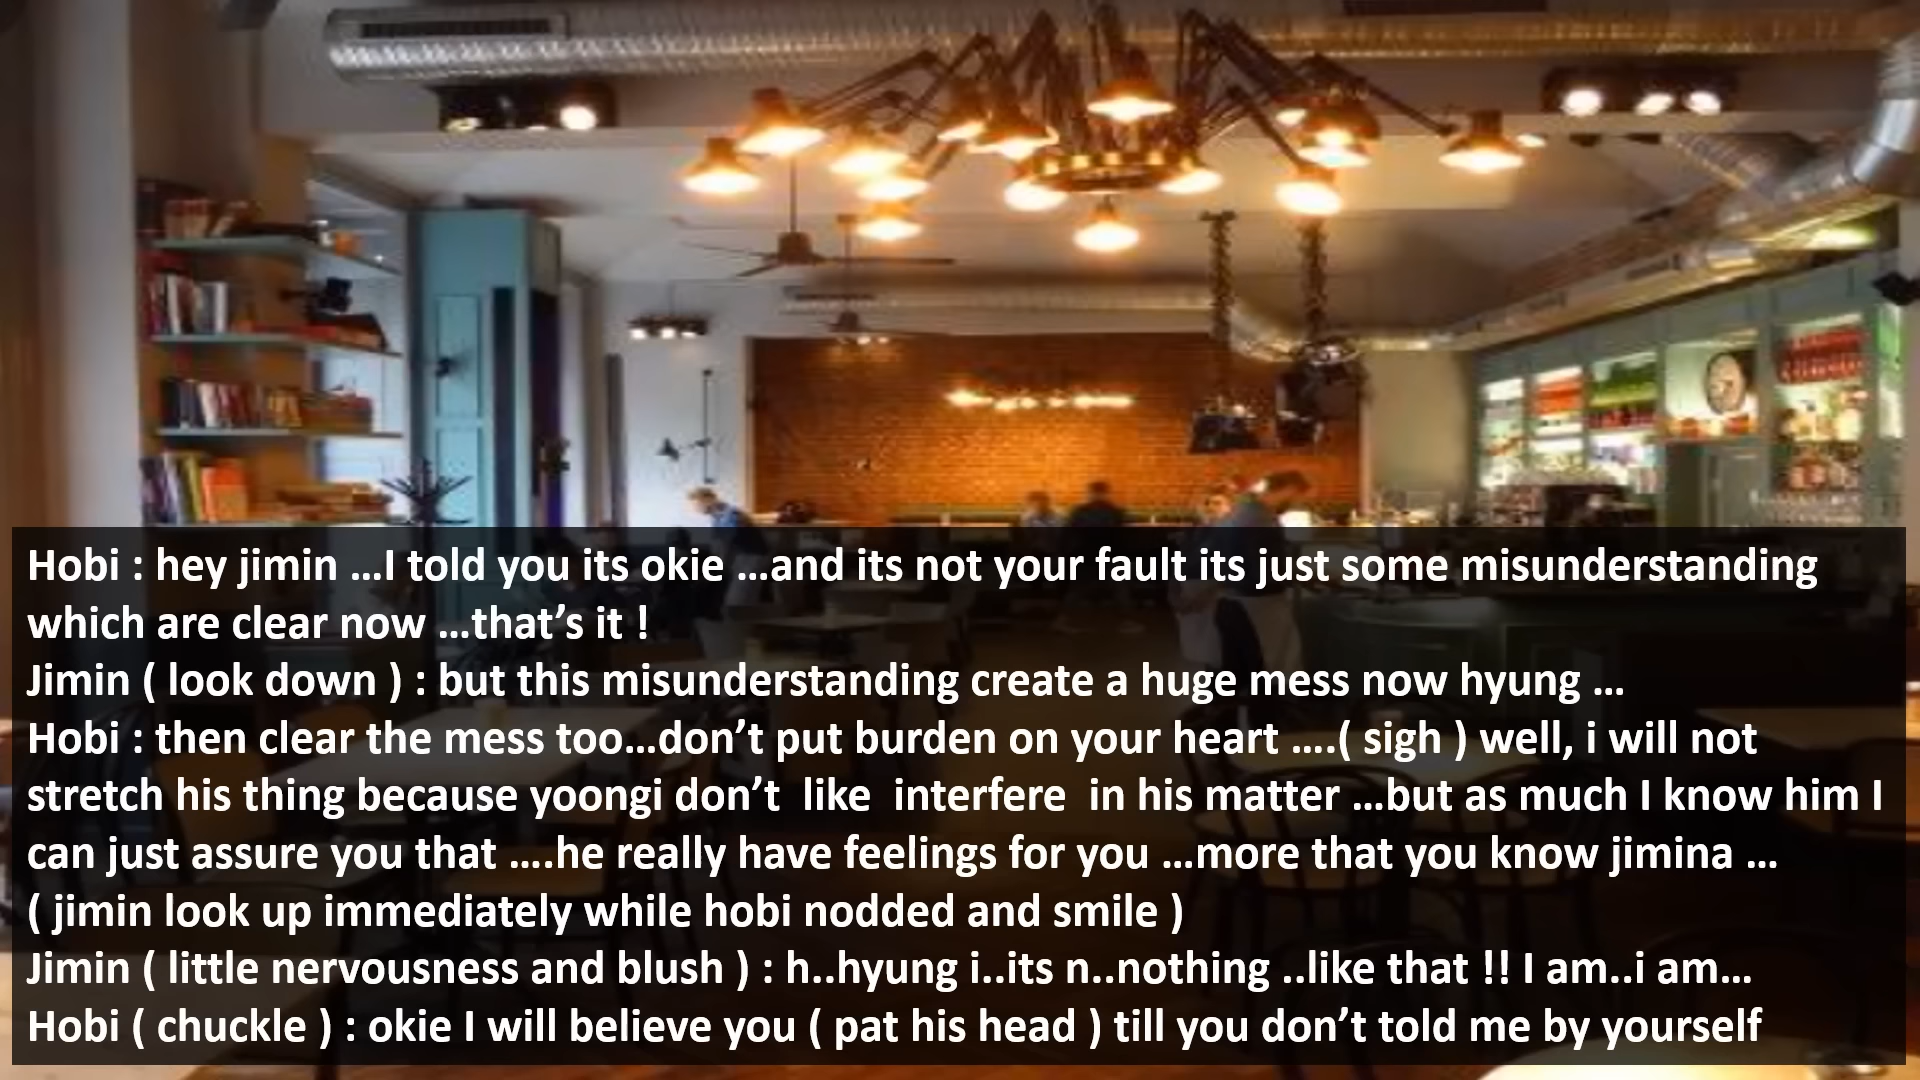 Hobi : hey jimin ...I told you its okie ...and its not your fault its just some misunderstanding
which are clear now ...that's it !
Jimin ( look down ) : but this misunderstanding create a huge mess now hyung ...
Hobi : then clear the mess too...don't put burden on your heart ....( sigh ) well, i will not
stretch his thing because yoongi don't  like  interfere  in his matter ...but as much I know him I
can just assure you that ....he really have feelings for you ...more that you know jimina ...
( jimin look up immediately while hobi nodded and smile )
Jimin ( little nervousness and blush ) : h..hyung i..its n..nothing ..like that !! I am..i am...
Hobi ( chuckle ) : okie I will believe you ( pat his head ) till you don't told me by yourself